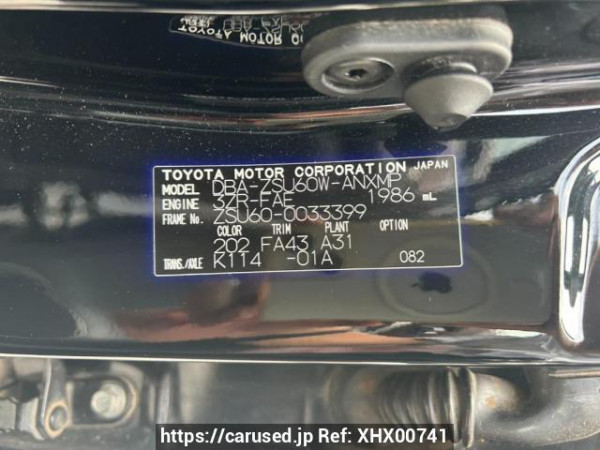 TOYOTA MOTOR CORPORATION JAPAN
MODEL DBA-ZSU60W-ANXMP
ENGINE 3ZR-FAE 1986 mL
FRAME No. ZSU60-0033399
COLOR TRIM PLANT OPTION
202 FA43 A31
TRANS./AXLE K114 -01A 082
https://carused.jp Ref: XHX00741